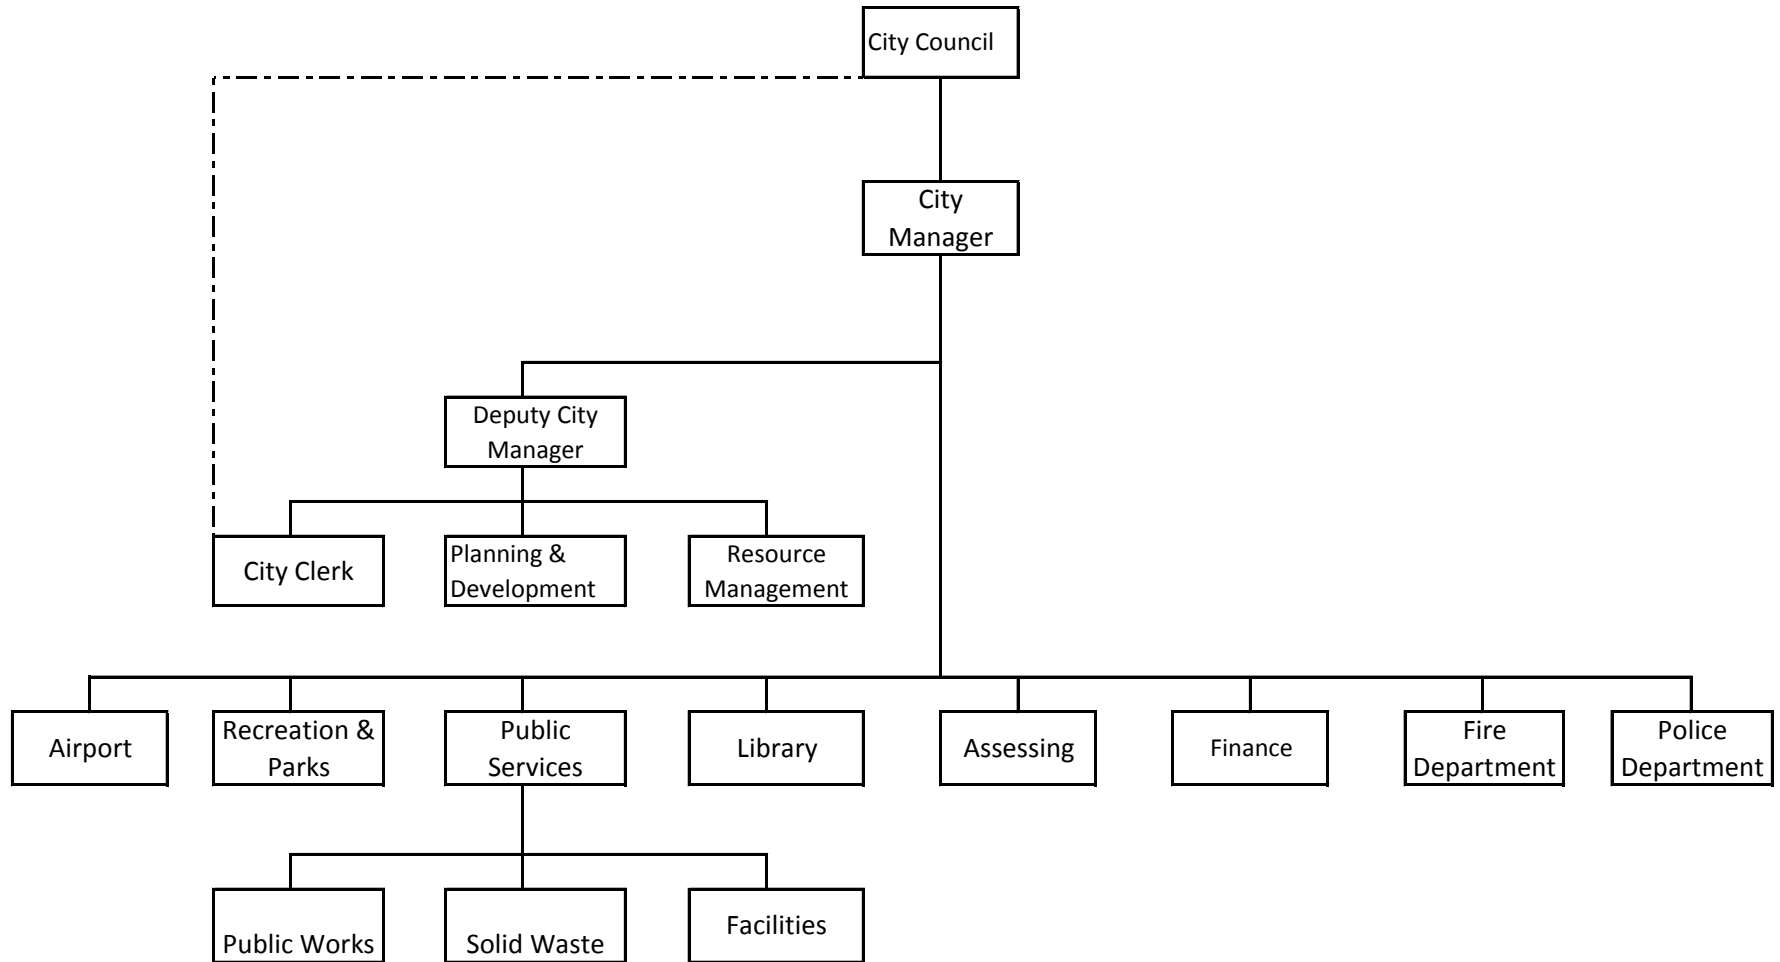 City Council
City
Manager
Deputy City
Manager
City Clerk
Planning &
Development
Resource
Management
Airport
Recreation &
Parks
Public
Services
Library
Assessing
Finance
Fire
Department
Police
Department
Public Works
Solid Waste
Facilities